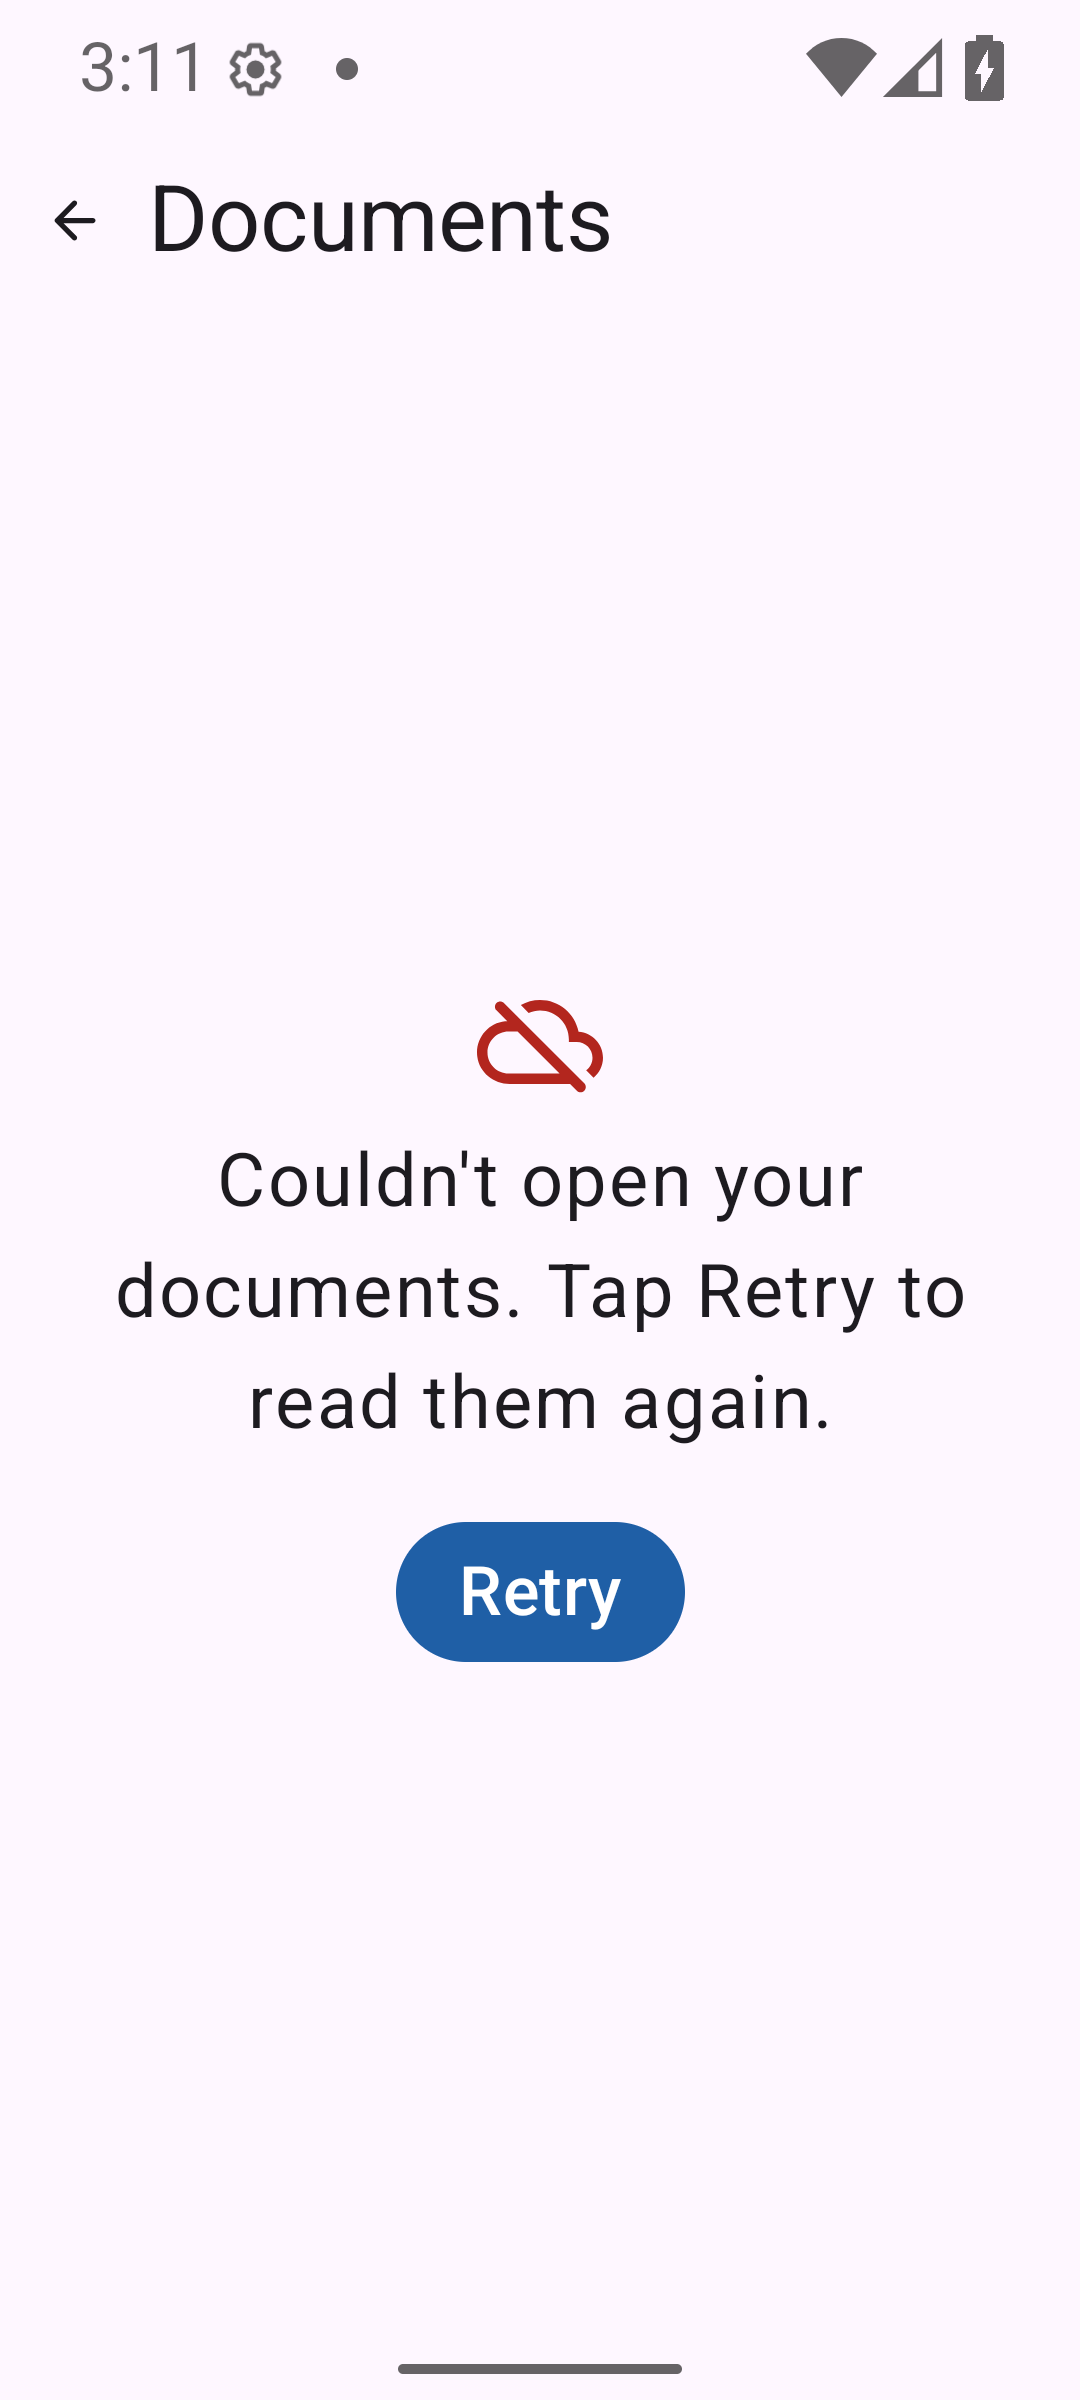 3:11
Documents
Couldn't open your
documents. Tap Retry to
read them again.
Retry